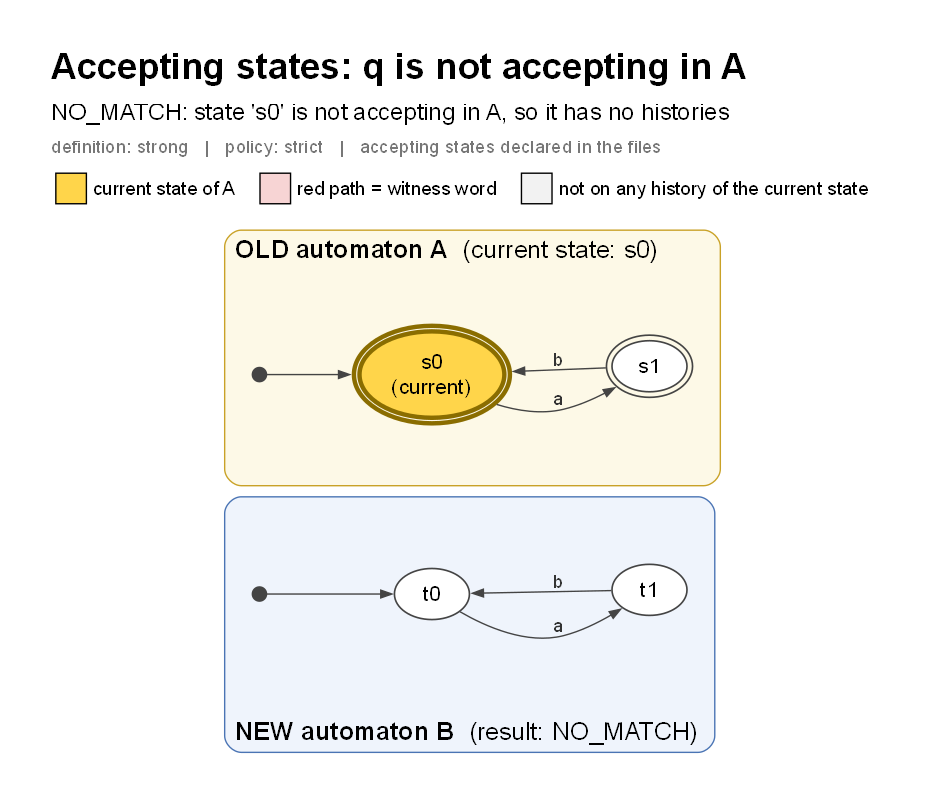 Accepting states: q is not accepting in A
NO_MATCH: state 's0' is not accepting in A, so it has no histories
definition: strong | policy: strict | accepting states declared in the files
current state of A
red path = witness word
not on any history of the current state
OLD automaton A (current state: s0)
s0
(current)
b
a
s1
t0
b
a
t1
NEW automaton B (result: NO_MATCH)